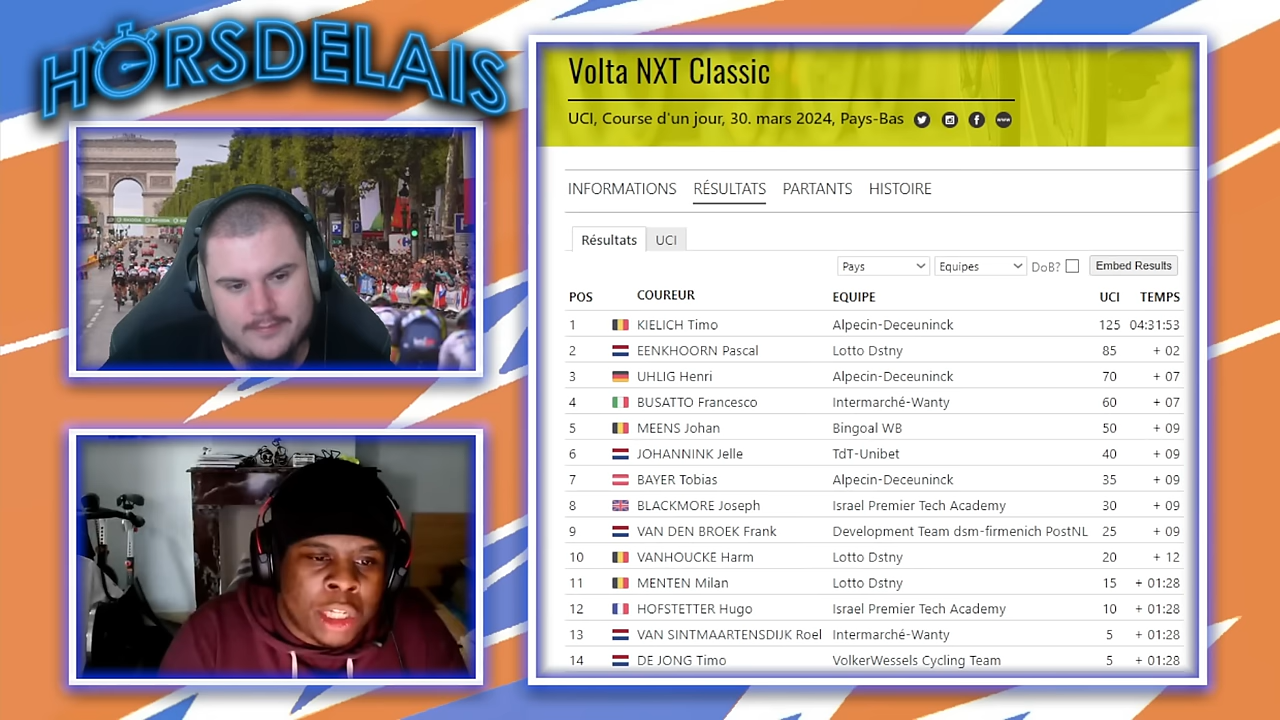 HORSDELAIS
Volta NXT Classic
UCI, Course d'un jour, 30. mars 2024, Pays-Bas
INFORMATIONS RÉSULTATS PARTANTS HISTOIRE
Résultats UCI
Pays Equipes DoB? Embed Results
POS COUREUR EQUIPE UCI TEMPS
1 KIELICH Timo Alpecin-Deceuninck 125 04:31:53
2 EENKHOORN Pascal Lotto Dstny 85 + 02
3 UHLIG Henri Alpecin-Deceuninck 70 + 07
4 BUSATTO Francesco Intermarché-Wanty 60 + 07
5 MEENS Johan Bingoal WB 50 + 09
6 JOHANNINK Jelle TdT-Unibet 40 + 09
7 BAYER Tobias Alpecin-Deceuninck 35 + 09
8 BLACKMORE Joseph Israel Premier Tech Academy 30 + 09
9 VAN DEN BROEK Frank Development Team dsm-firmenich PostNL 25 + 09
10 VANHOUCKE Harm Lotto Dstny 20 + 12
11 MENTEN Milan Lotto Dstny 15 + 01:28
12 HOFSTETTER Hugo Israel Premier Tech Academy 10 + 01:28
13 VAN SINTMAARTENSDIJK Roel Intermarché-Wanty 5 + 01:28
14 DE JONG Timo VolkerWessels Cycling Team 5 + 01:28